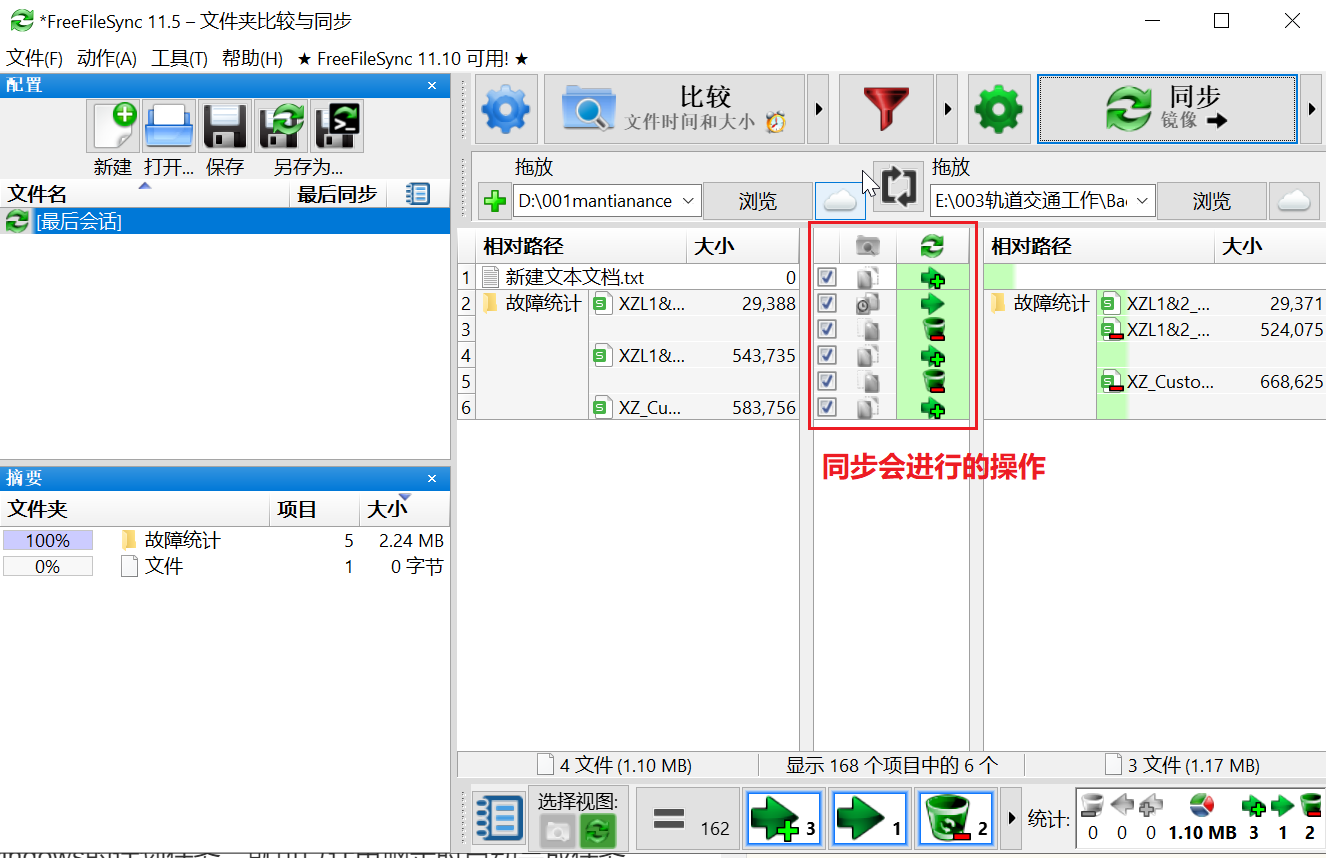 *FreeFileSync 11.5 – 文件夹比较与同步
文件(F) 动作(A) 工具(T) 帮助(H) ★ FreeFileSync 11.10 可用! ★
配置
新建 打开... 保存 另存为...
文件名 最后同步
[最后会话]
摘要
文件夹 项目 大小
100% 故障统计 5 2.24 MB
0% 文件 1 0 字节
比较
文件时间和大小
同步
镜像
拖放 拖放
D:\001mantianance 浏览 E:\003轨道交通工作\Bac 浏览
相对路径 大小 相对路径 大小
1 新建文本文档.txt 0
2 故障统计 XZL1&... 29,388 故障统计 XZL1&2_... 29,371
3 XZL1&2_... 524,075
4 XZL1&... 543,735
5 XZ_Custo... 668,625
6 XZ_Cu... 583,756
同步会进行的操作
4 文件 (1.10 MB) 显示 168 个项目中的 6 个 3 文件 (1.17 MB)
选择视图: 162 3 1 2 统计: 0 0 0 1.10 MB 3 1 2